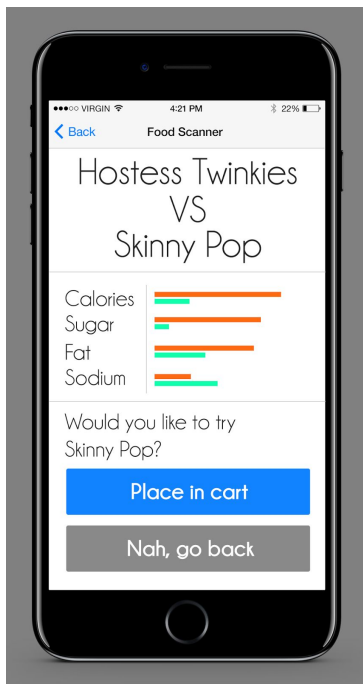 VIRGIN 4:21 PM 22%
Back Food Scanner
Hostess Twinkies
VS
Skinny Pop
Calories
Sugar
Fat
Sodium
Would you like to try
Skinny Pop?
Place in cart
Nah, go back